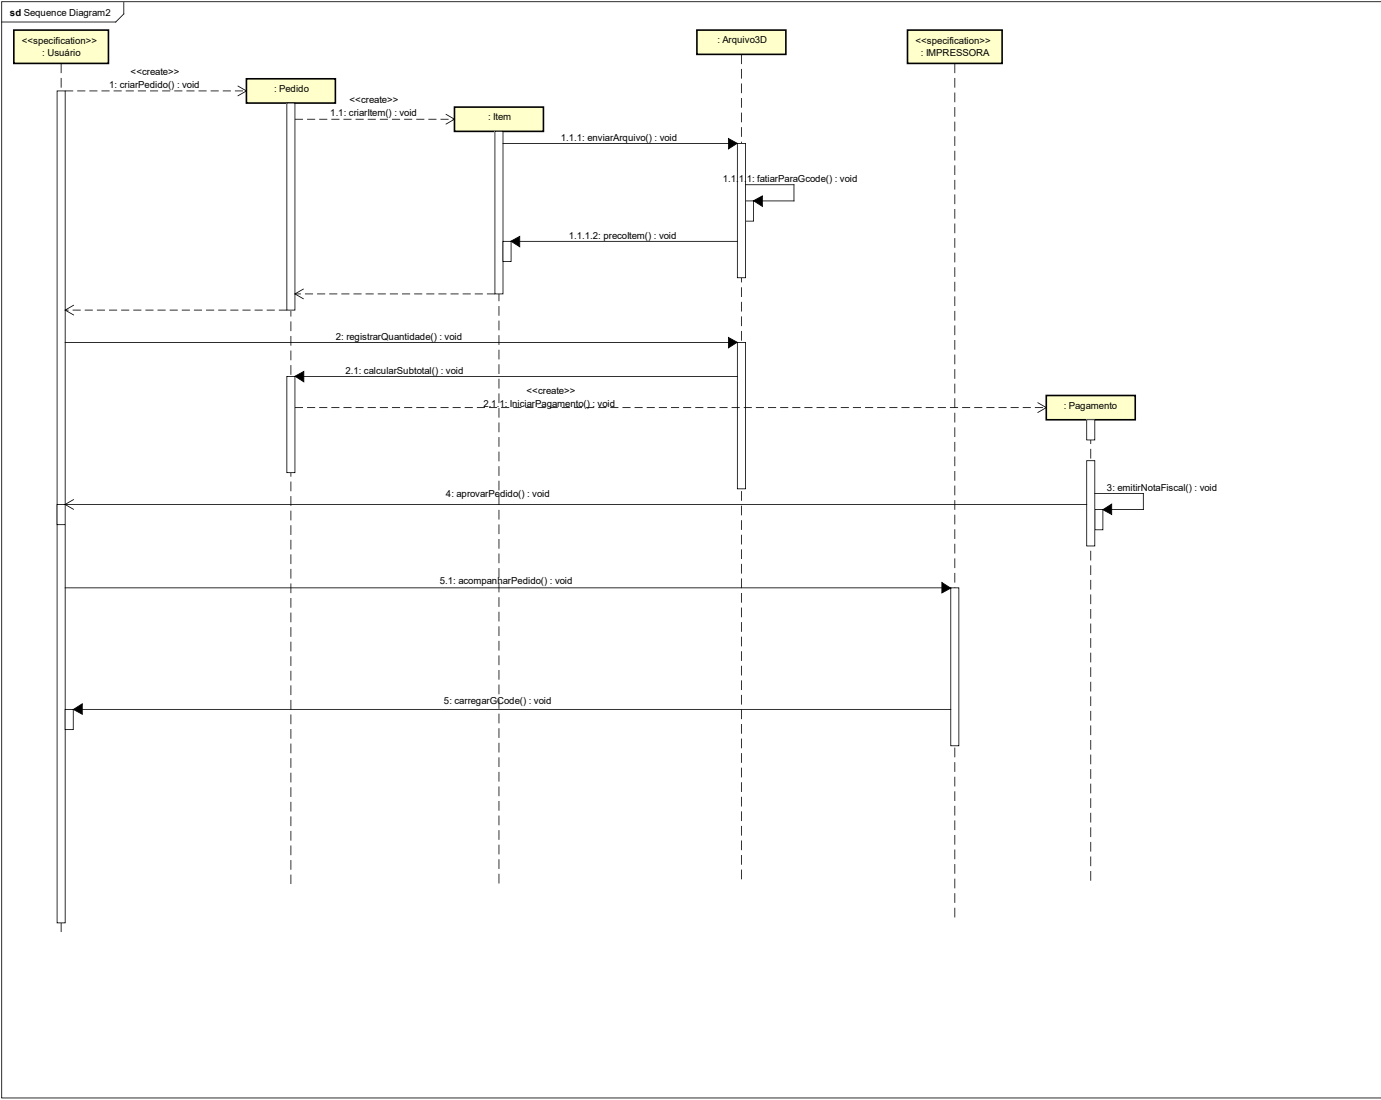 sd Sequence Diagram2
<<specification>>
: Usuário
: Arquivo3D
<<specification>>
: IMPRESSORA
<<create>>
1: criarPedido() : void
: Pedido
<<create>>
1.1: criarItem() : void
: Item
1.1.1: enviarArquivo() : void
1.1.1.1: fatiarParaGcode() : void
1.1.1.2: precoItem() : void
2: registrarQuantidade() : void
2.1: calcularSubtotal() : void
<<create>>
2.1.1: IniciarPagamento() : void
: Pagamento
3: emitirNotaFiscal() : void
4: aprovarPedido() : void
5.1: acompanharPedido() : void
5: carregarGCode() : void